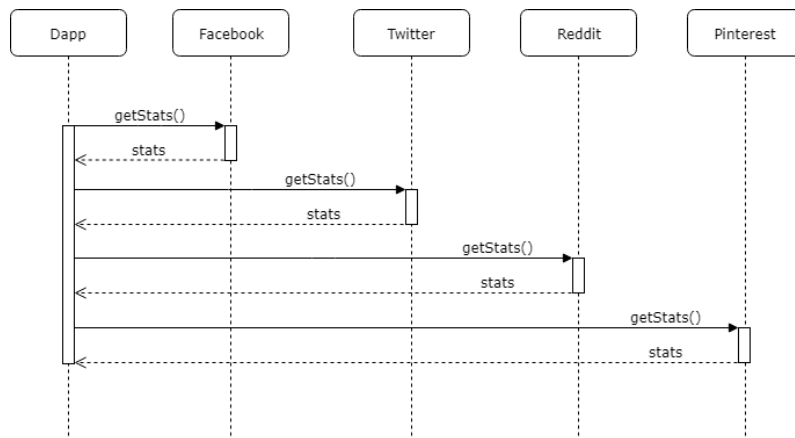 Dapp
Facebook
Twitter
Reddit
Pinterest
getStats()
stats
getStats()
stats
getStats()
stats
getStats()
stats